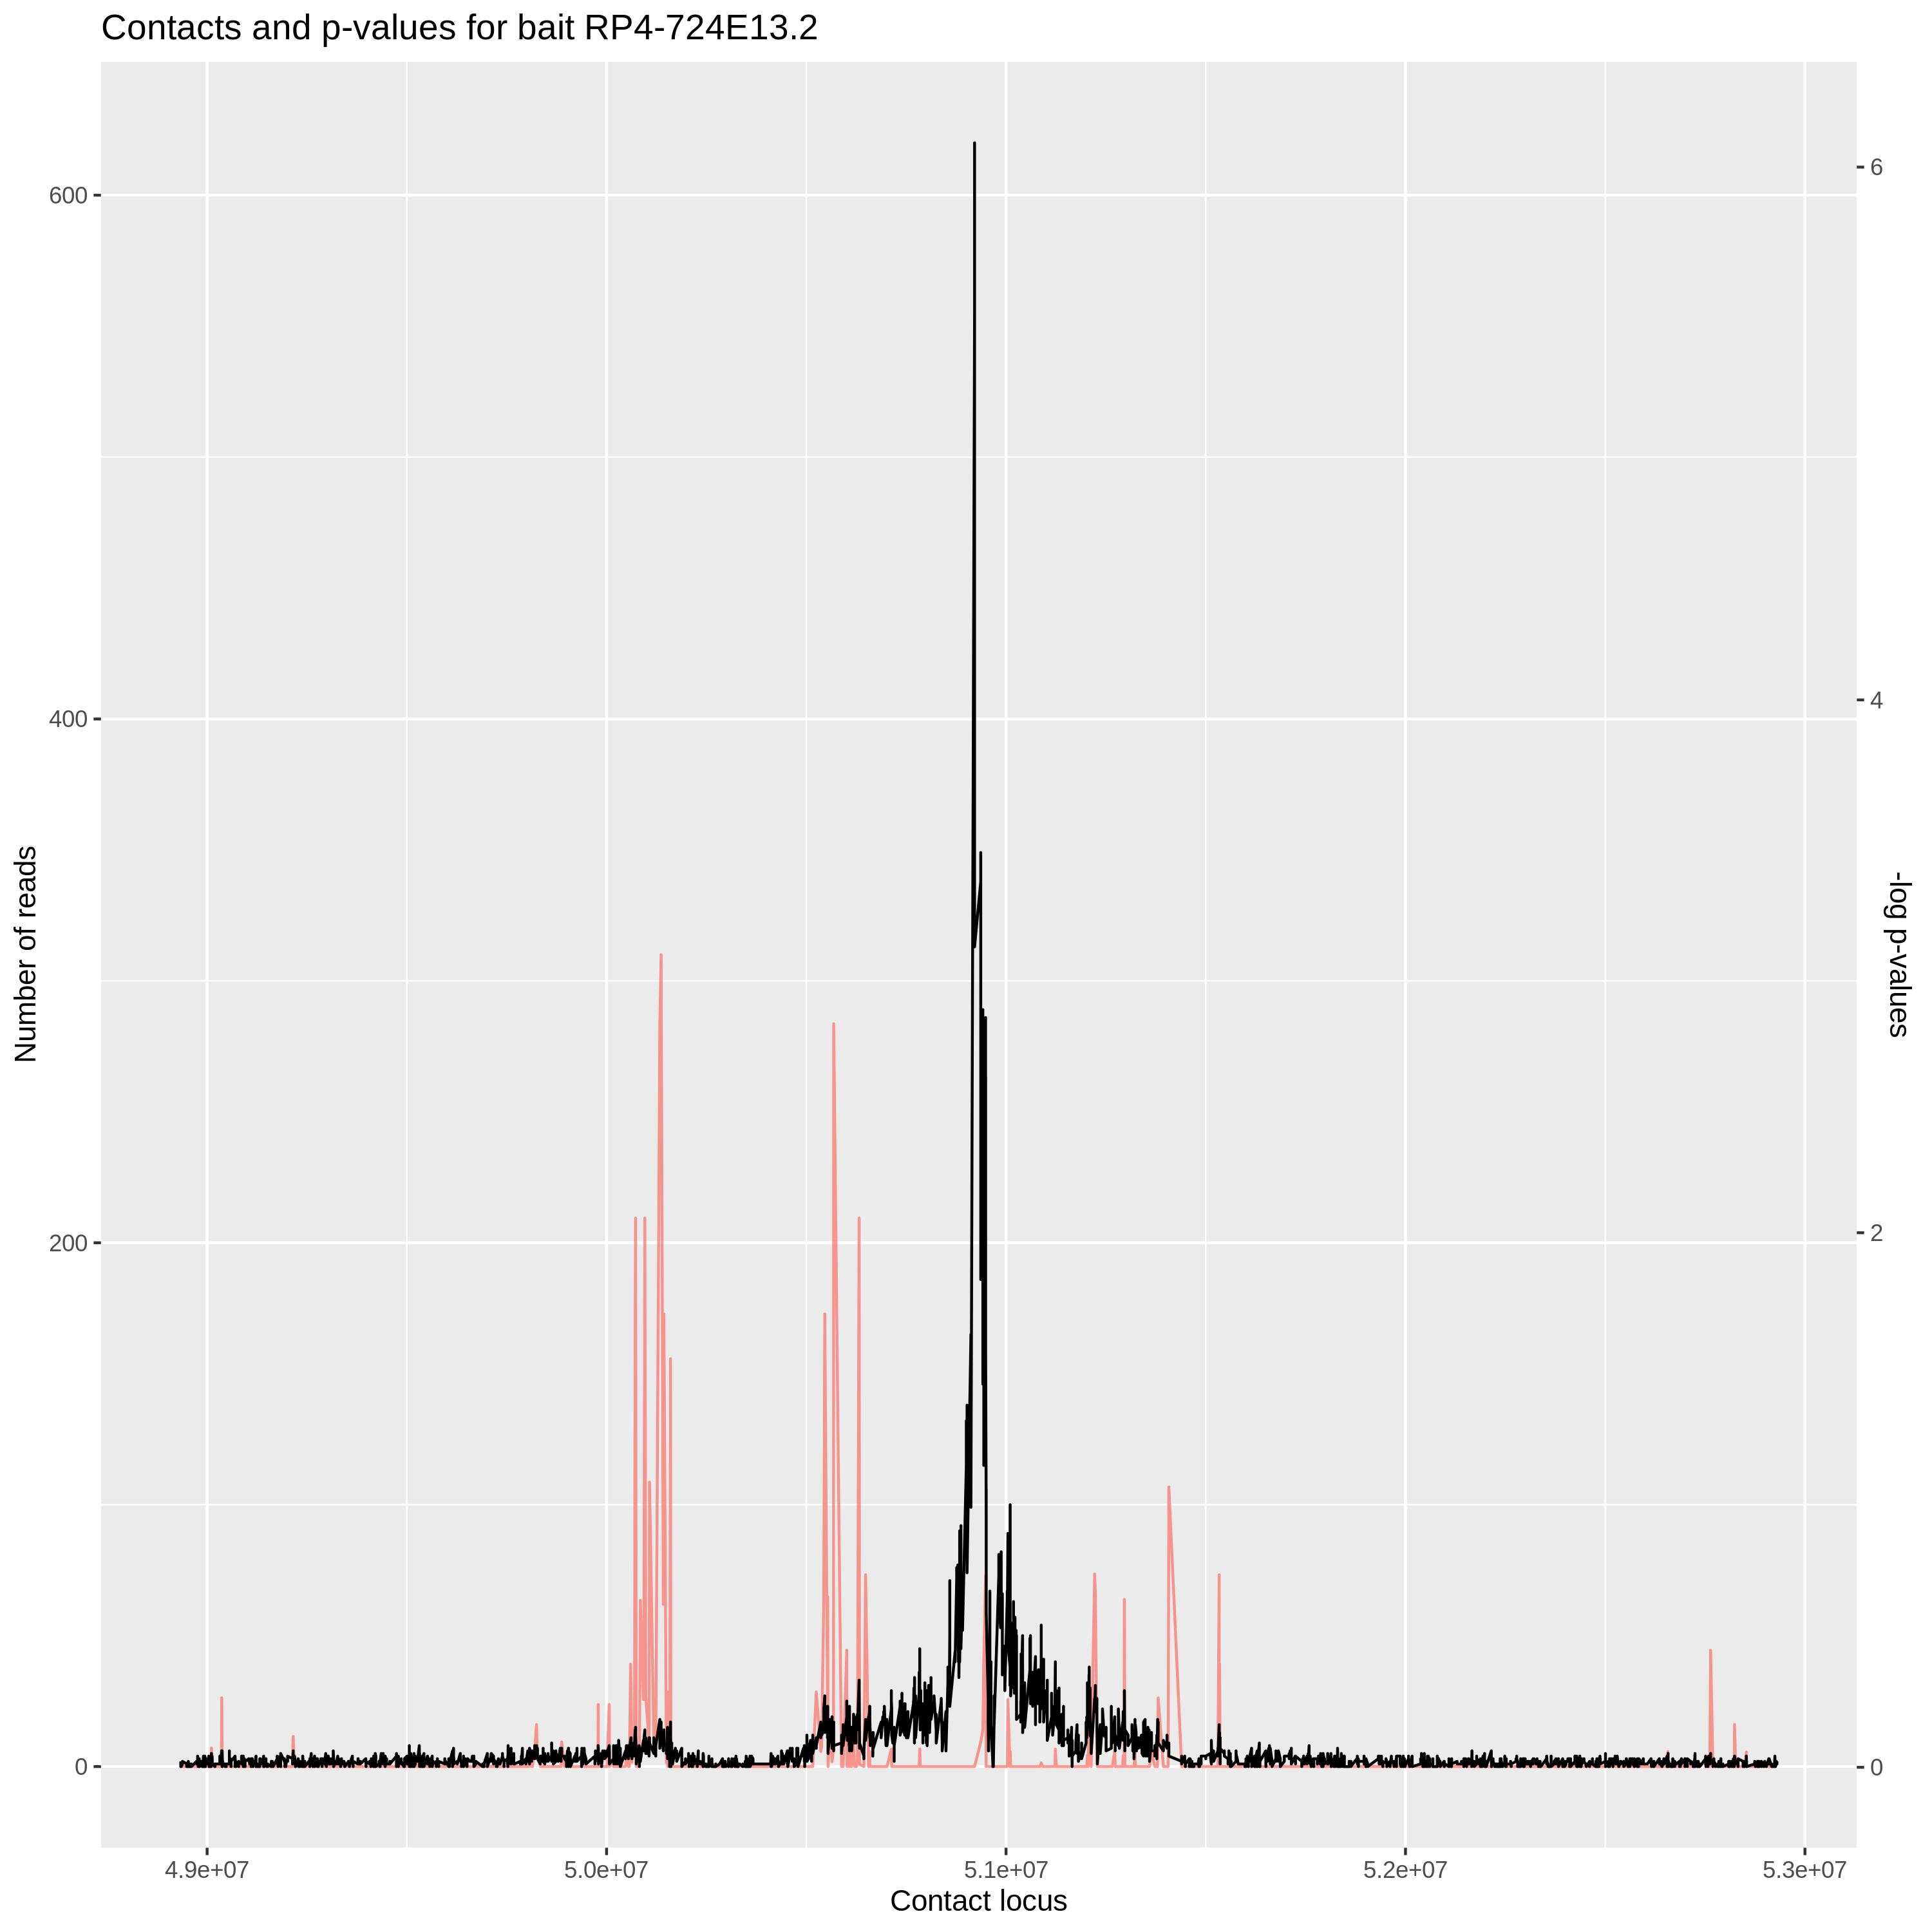 Contacts and p-values for bait RP4-724E13.2
600
400
200
0
Number of reads
6
4
2
0
-log p-values
4.9e+07
5.0e+07
5.1e+07
5.2e+07
5.3e+07
Contact locus